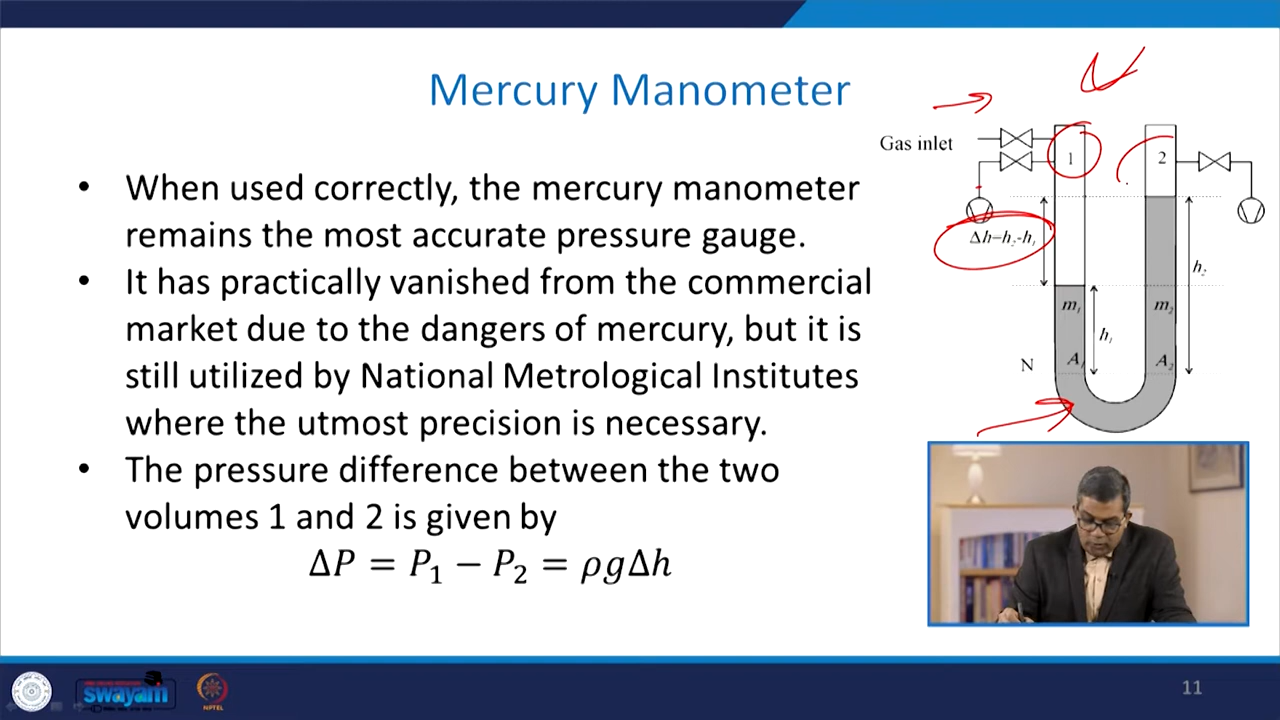 Mercury Manometer
• When used correctly, the mercury manometer
remains the most accurate pressure gauge.
• It has practically vanished from the commercial
market due to the dangers of mercury, but it is
still utilized by National Metrological Institutes
where the utmost precision is necessary.
• The pressure difference between the two
volumes 1 and 2 is given by
ΔP = P₁ − P₂ = ρgΔh
Gas inlet
1
2
Δh=h₂-h₁
h₂
m₁
m₂
h₁
N
A₁
A₂
swayam
NPTEL
11